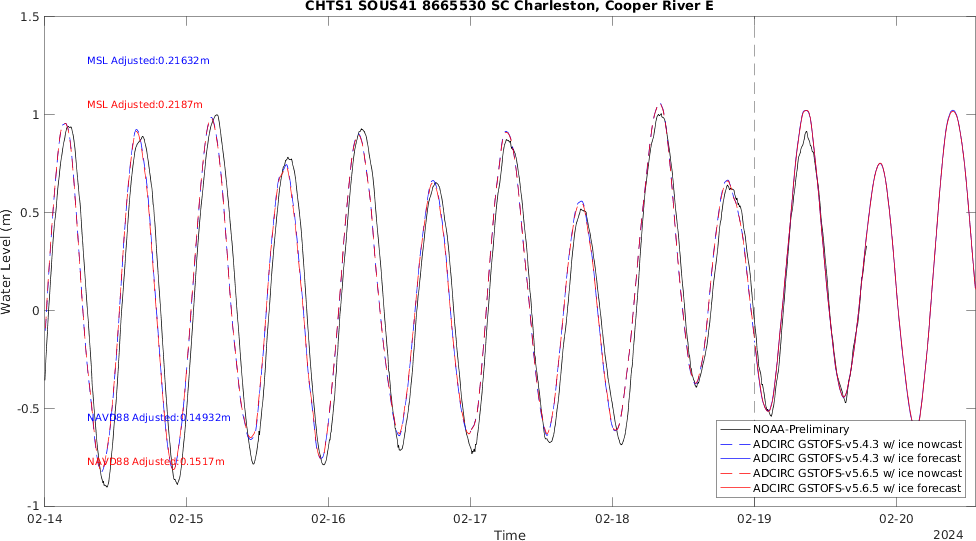 CHTS1 SOUS41 8665530 SC Charleston, Cooper River E
1.5
1
0.5
0
-0.5
-1
Water Level (m)
MSL Adjusted:0.21632m
MSL Adjusted:0.2187m
NAVD88 Adjusted:0.14932m
NAVD88 Adjusted:0.1517m
NOAA-Preliminary
ADCIRC GSTOFS-v5.4.3 w/ ice nowcast
ADCIRC GSTOFS-v5.4.3 w/ ice forecast
ADCIRC GSTOFS-v5.6.5 w/ ice nowcast
ADCIRC GSTOFS-v5.6.5 w/ ice forecast
02-14 02-15 02-16 02-17 02-18 02-19 02-20
Time
2024